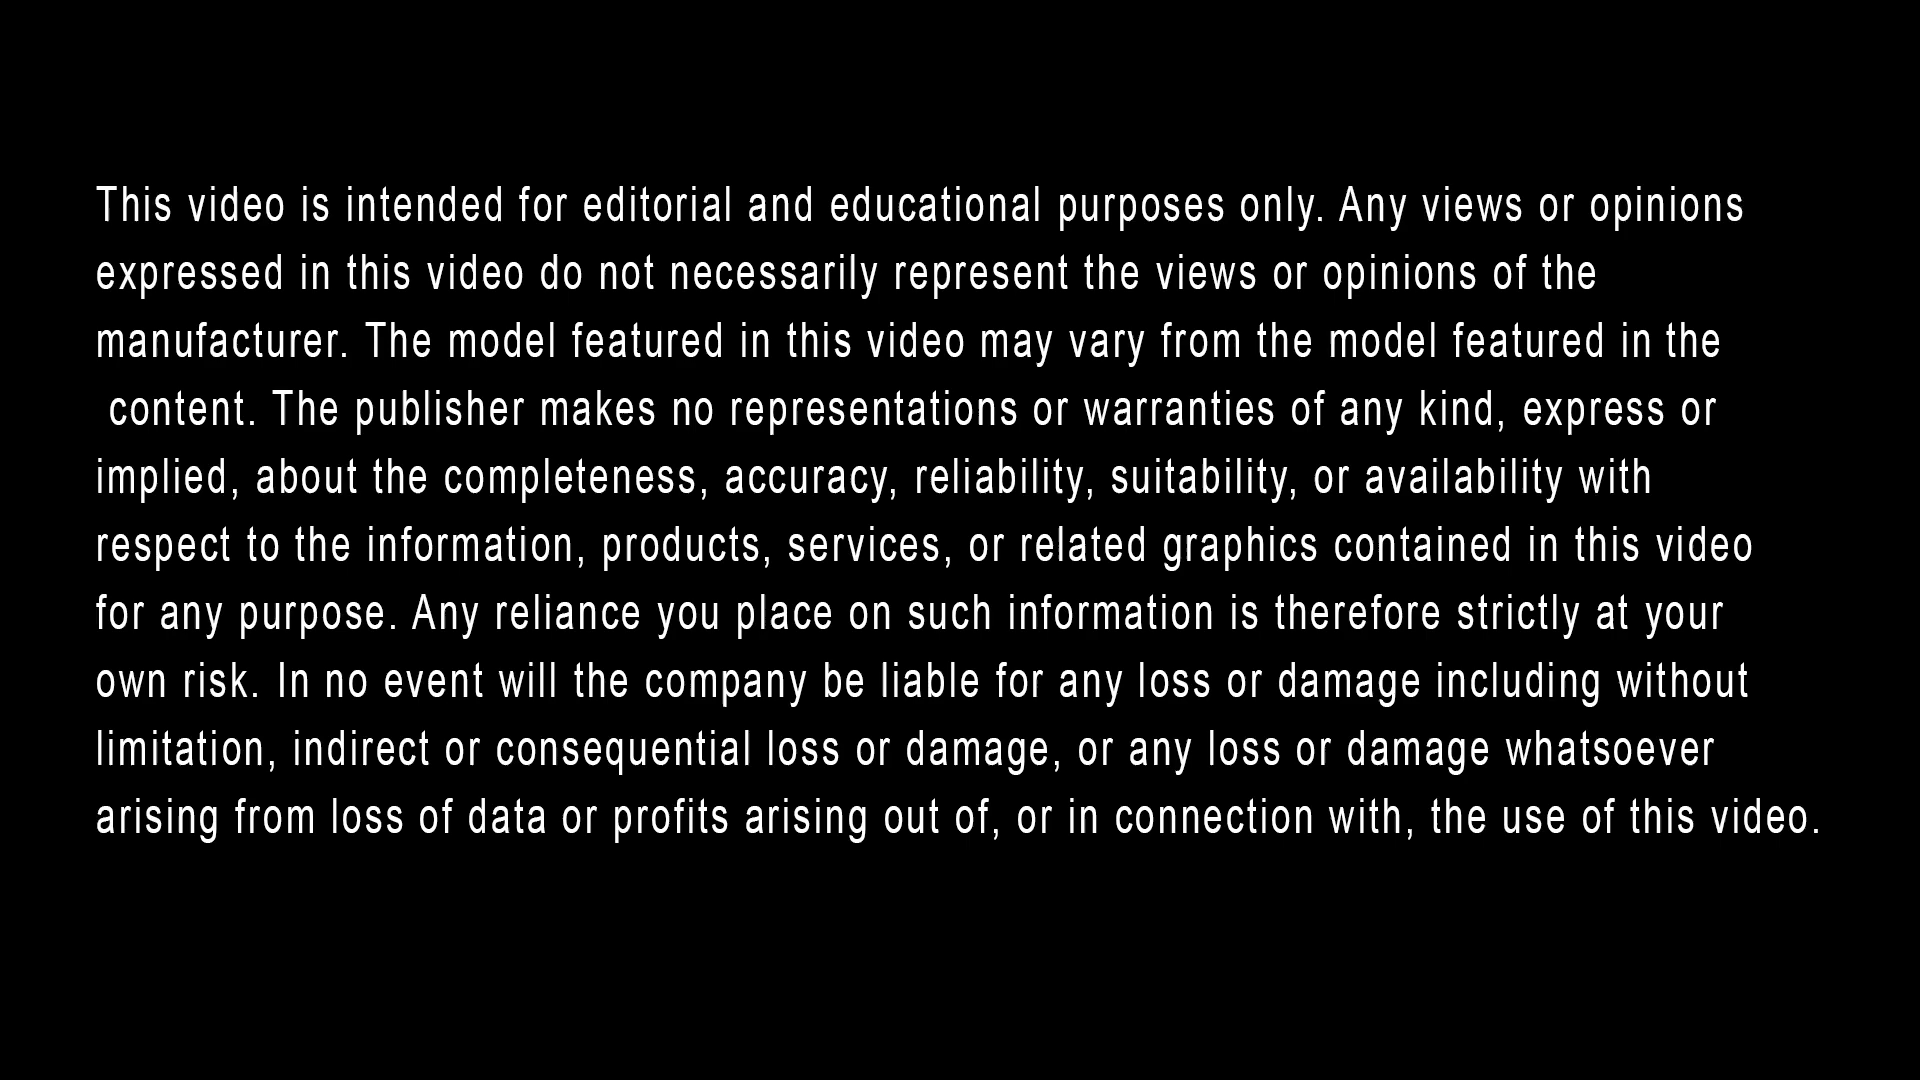 This video is intended for editorial and educational purposes only. Any views or opinions
expressed in this video do not necessarily represent the views or opinions of the
manufacturer. The model featured in this video may vary from the model featured in the
content. The publisher makes no representations or warranties of any kind, express or
implied, about the completeness, accuracy, reliability, suitability, or availability with
respect to the information, products, services, or related graphics contained in this video
for any purpose. Any reliance you place on such information is therefore strictly at your
own risk. In no event will the company be liable for any loss or damage including without
limitation, indirect or consequential loss or damage, or any loss or damage whatsoever
arising from loss of data or profits arising out of, or in connection with, the use of this video.